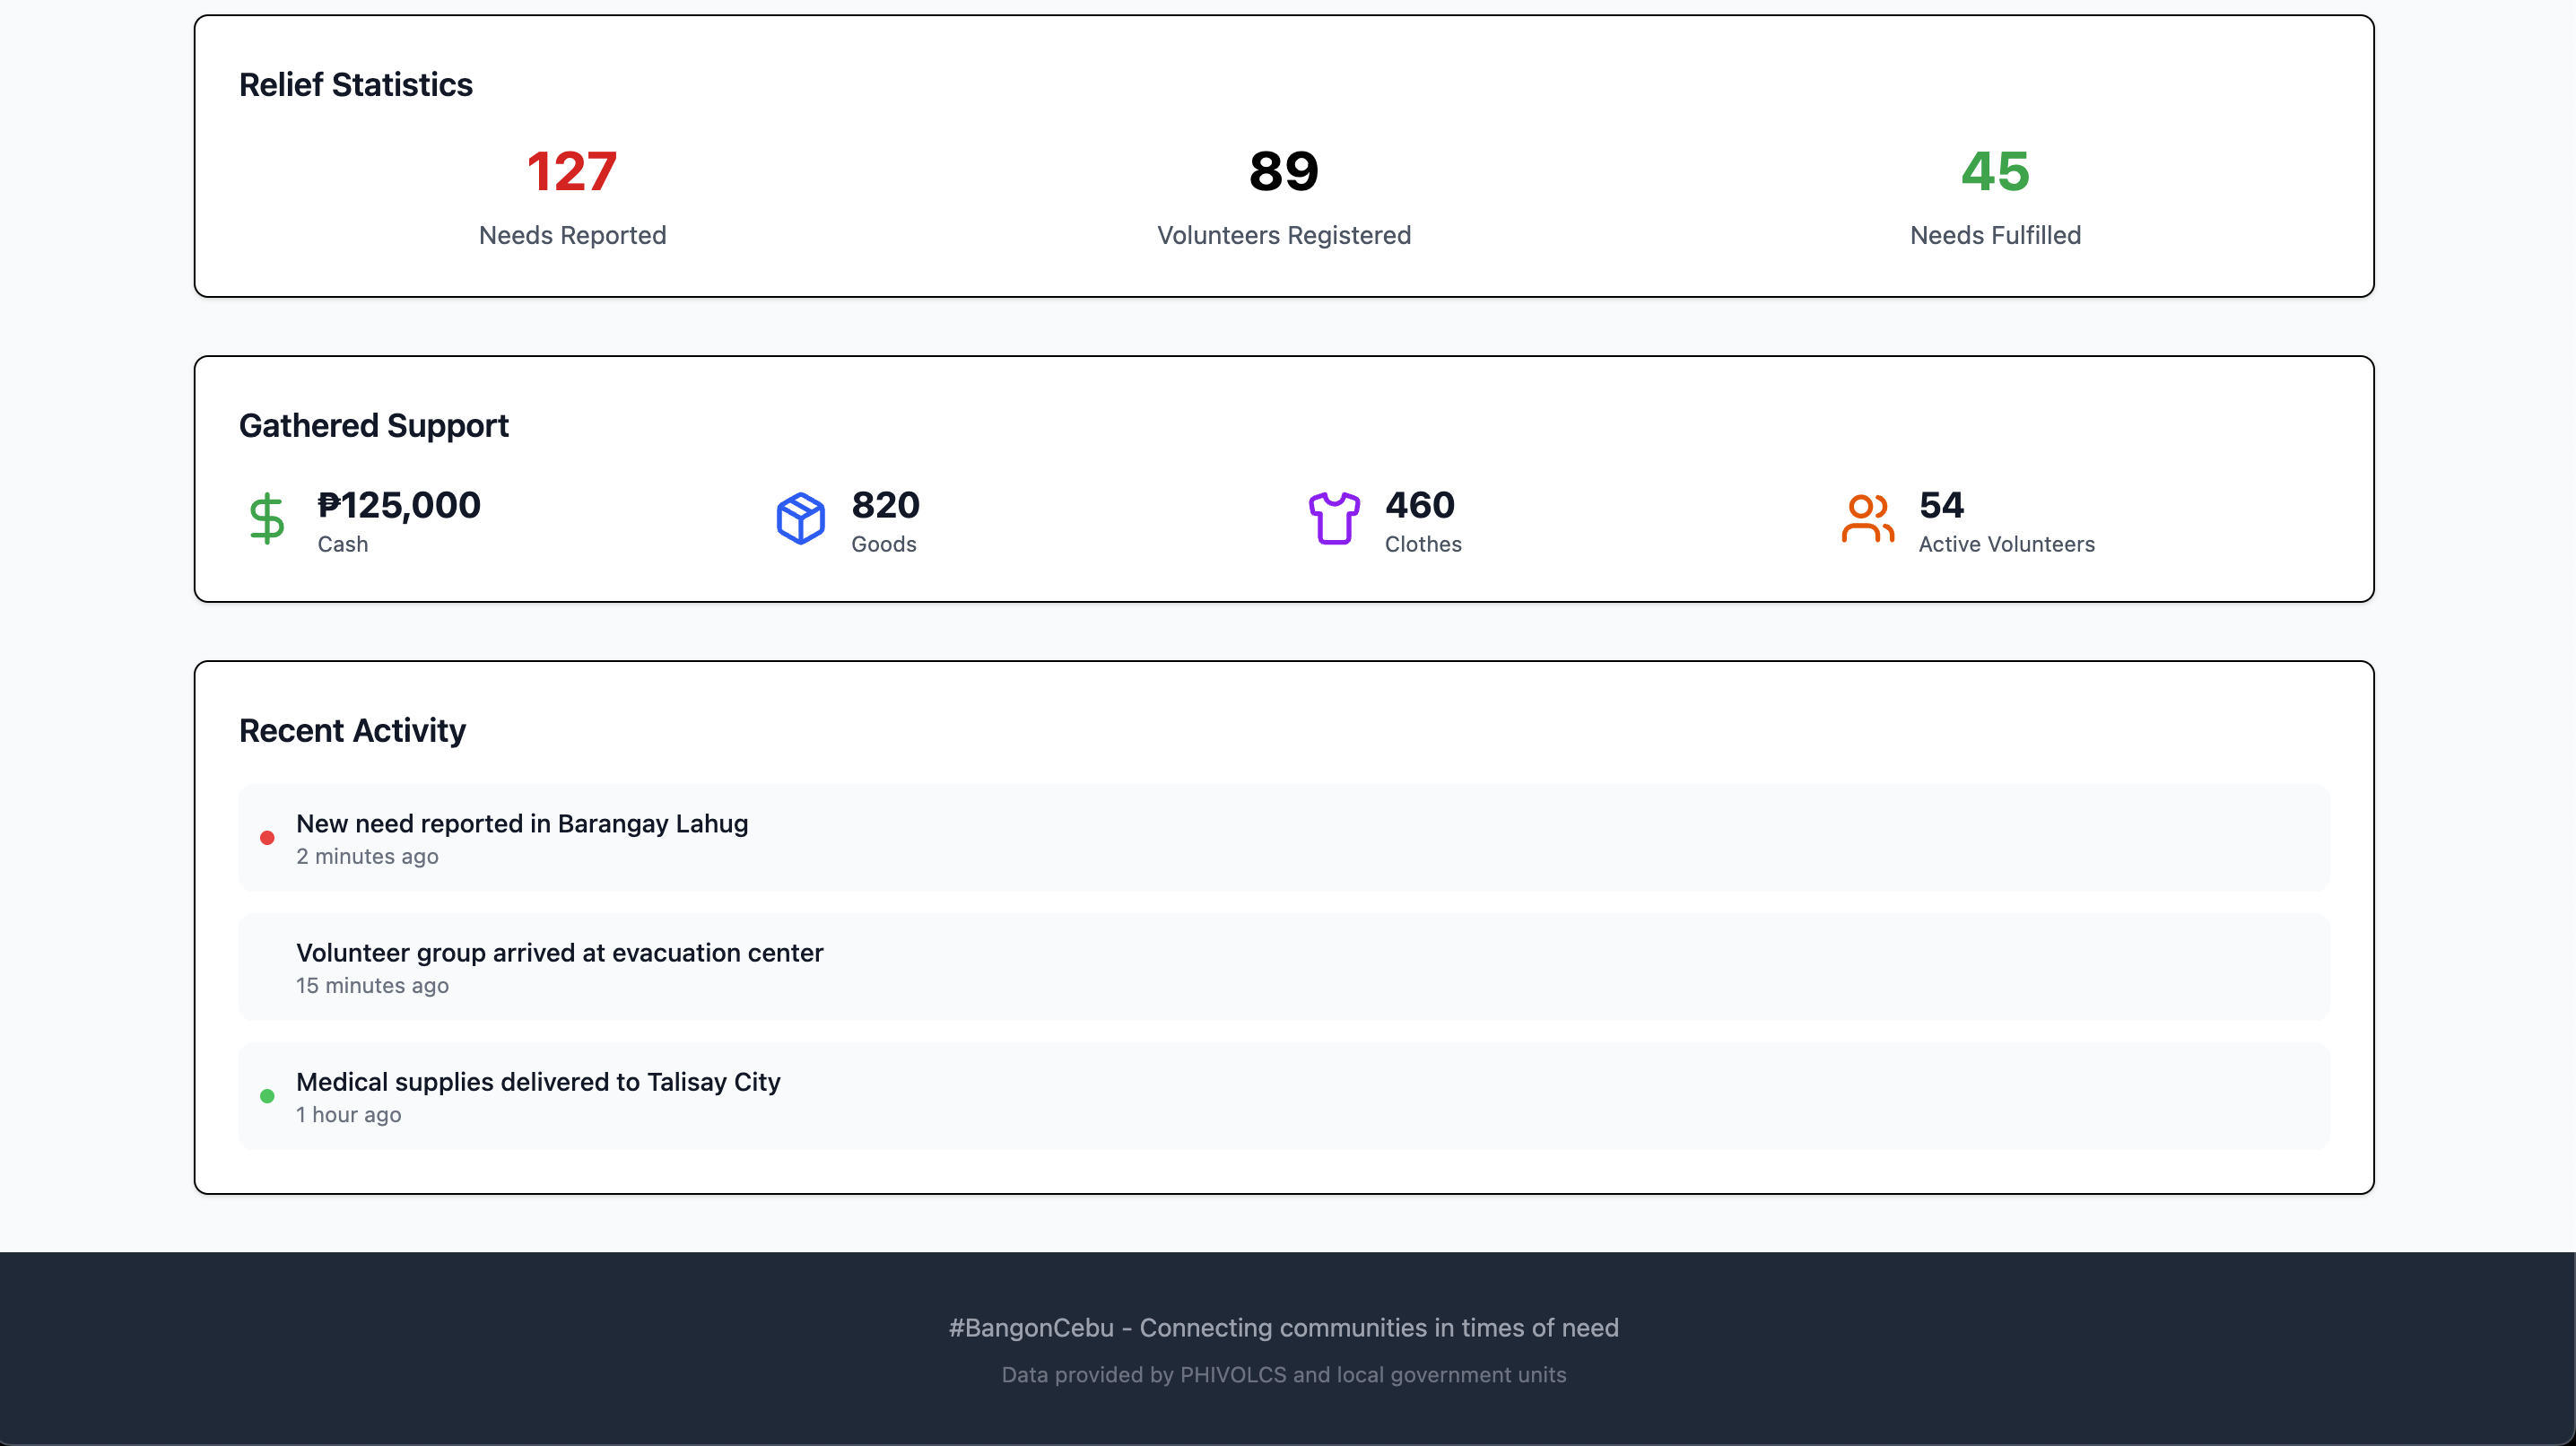 Relief Statistics
127
89
45
Needs Reported
Volunteers Registered
Needs Fulfilled
Gathered Support
₱125,000
Cash
820
Goods
460
Clothes
54
Active Volunteers
Recent Activity
New need reported in Barangay Lahug
2 minutes ago
Volunteer group arrived at evacuation center
15 minutes ago
Medical supplies delivered to Talisay City
1 hour ago
#BangonCebu - Connecting communities in times of need
Data provided by PHIVOLCS and local government units